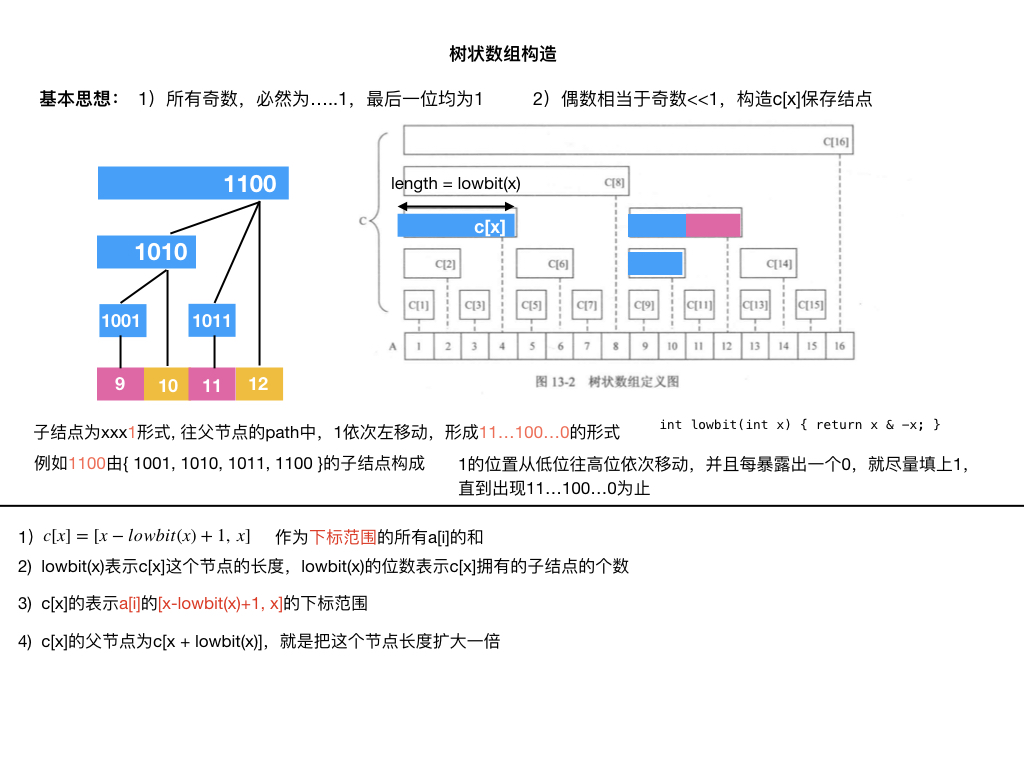 树状数组构造
基本思想： 1）所有奇数，必然为…..1，最后一位均为1 2）偶数相当于奇数<<1，构造c[x]保存结点
1100
1010
1001 1011
9 10 11 12
C[16]
length = lowbit(x) C[8]
C c[x]
C[2] C[6] C[14]
C[1] C[3] C[5] C[7] C[9] C[11] C[13] C[15]
A 1 2 3 4 5 6 7 8 9 10 11 12 13 14 15 16
图 13-2 树状数组定义图
子结点为xxx1形式, 往父节点的path中，1依次左移动，形成11…100…0的形式
int lowbit(int x) { return x & −x; }
例如1100由{ 1001, 1010, 1011, 1100 }的子结点构成
1的位置从低位往高位依次移动，并且每暴露出一个0，就尽量填上1，
直到出现11…100…0为止
1）c[x] = [x − lowbit(x) + 1, x] 作为下标范围的所有a[i]的和
2) lowbit(x)表示c[x]这个节点的长度，lowbit(x)的位数表示c[x]拥有的子结点的个数
3) c[x]的表示a[i]的[x-lowbit(x)+1, x]的下标范围
4) c[x]的父节点为c[x + lowbit(x)]，就是把这个节点长度扩大一倍